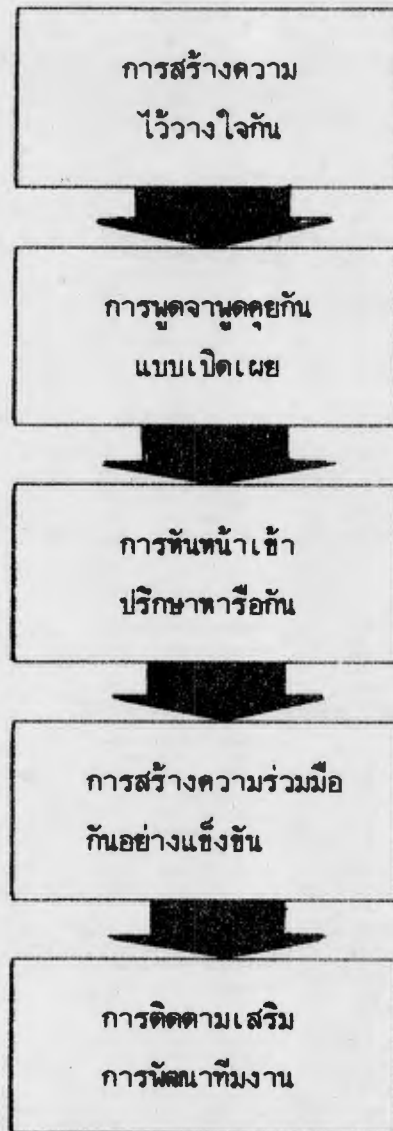 การสร้างความ
ไว้วางใจกัน
การพูดจาพูดคุยกัน
แบบเปิดเผย
การหันหน้าเข้า
ปรึกษาหารือกัน
การสร้างความร่วมมือ
กันอย่างแข็งขัน
การติดตามเสริม
การพัฒนาทีมงาน